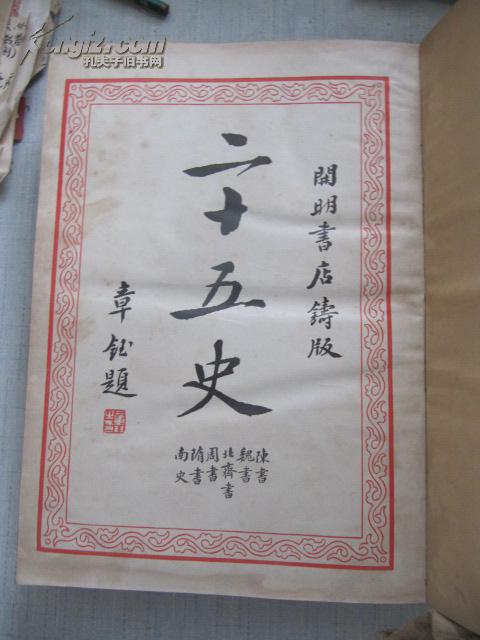 Kongfz.com
孔夫子旧书网
開明書店鑄版
二十五史
陳書
魏書
北齊書
周書
隋書
南史
章鈺題